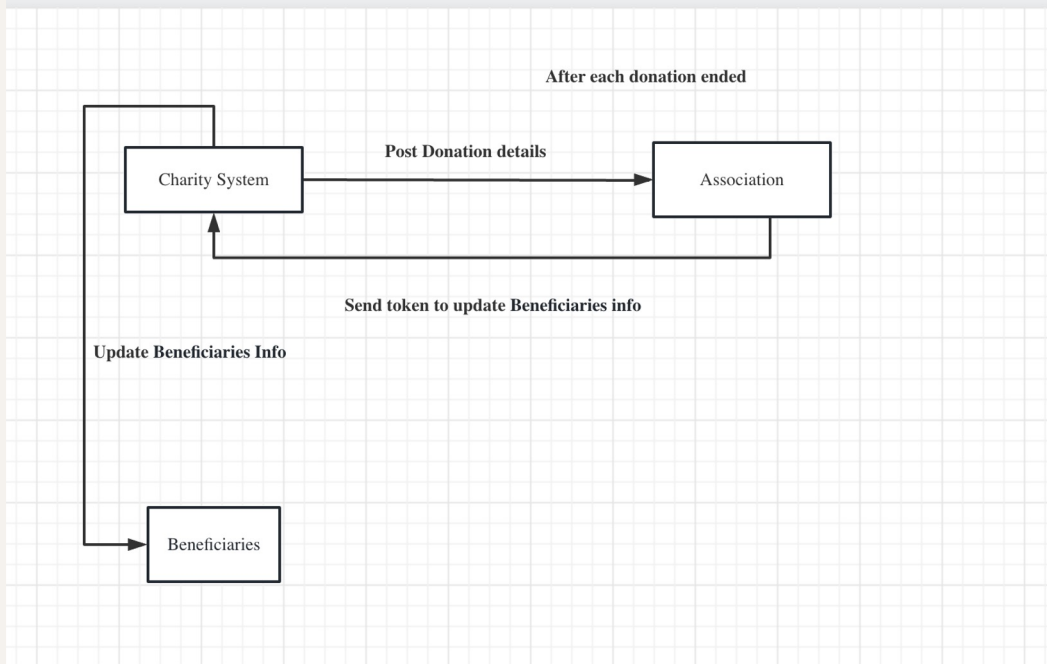 After each donation ended
Post Donation details
Charity System
Association
Send token to update Beneficiaries info
Update Beneficiaries Info
Beneficiaries